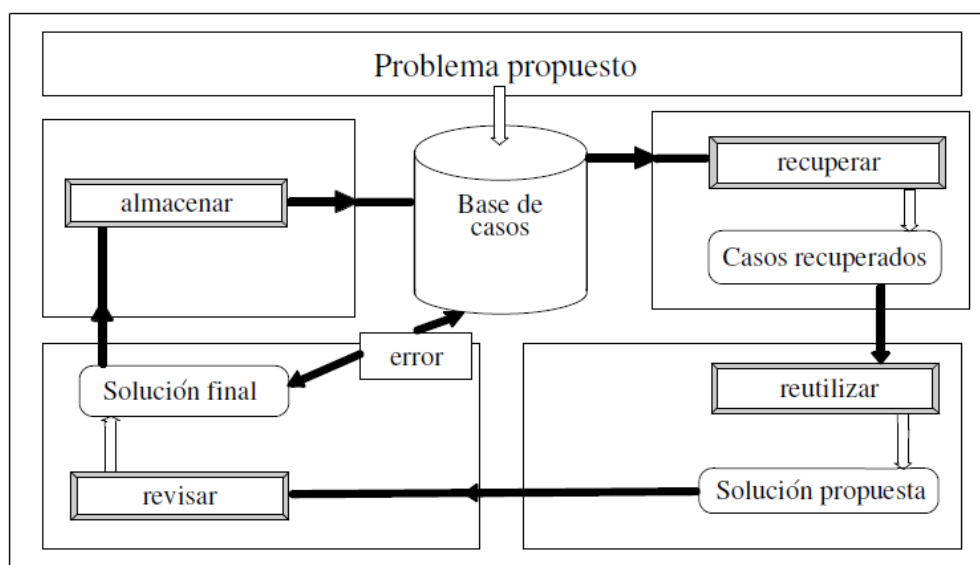 Problema propuesto
almacenar
Base de
casos
recuperar
Casos recuperados
error
Solución final
reutilizar
revisar
Solución propuesta